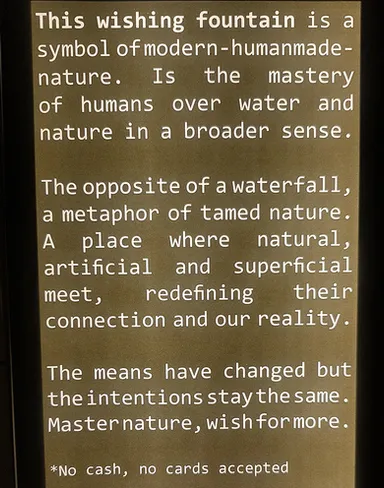 This wishing fountain is a
symbol of modern-humanmade-
nature. Is the mastery
of humans over water and
nature in a broader sense.
The opposite of a waterfall,
a metaphor of tamed nature.
A place where natural,
artificial and superficial
meet, redefining their
connection and our reality.
The means have changed but
the intentions stay the same.
Master nature, wish for more.
*No cash, no cards accepted